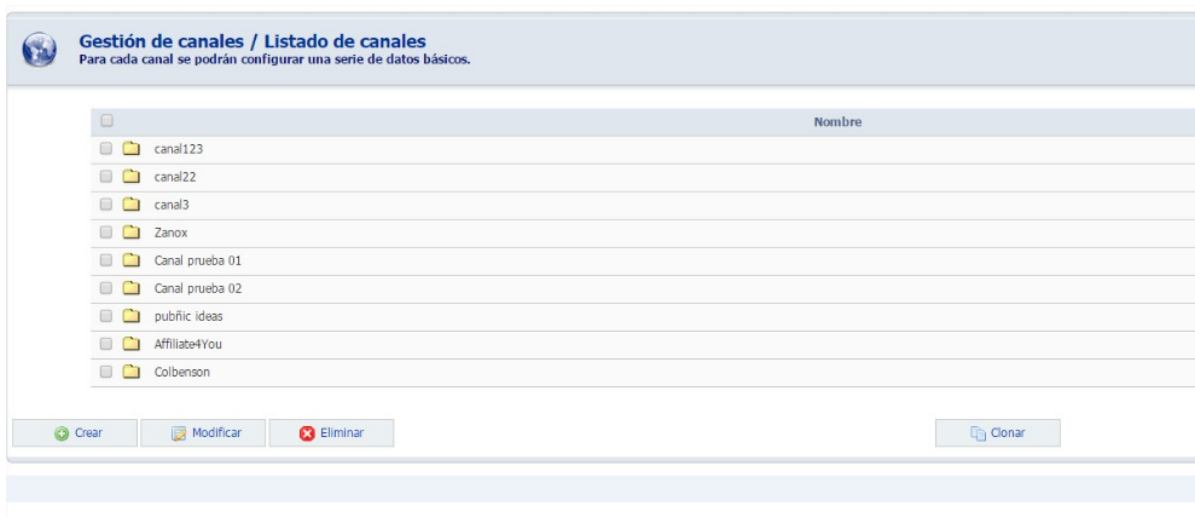 Gestión de canales / Listado de canales
Para cada canal se podrán configurar una serie de datos básicos.
Nombre
canal123
canal22
canal3
Zanox
Canal prueba 01
Canal prueba 02
pubñic ideas
Affiliate4You
Colbenson
Crear Modificar Eliminar Clonar